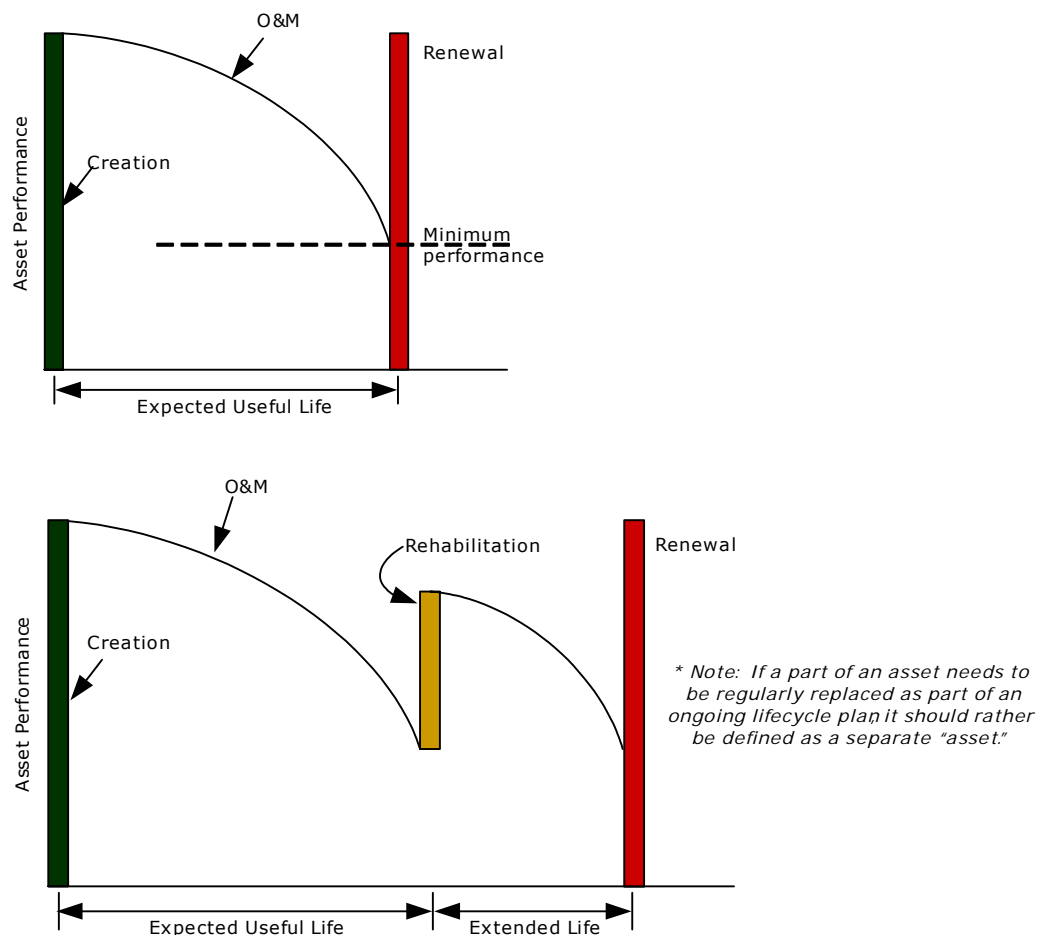 O&M
Renewal
Creation
Asset Performance
Minimum
performance
Expected Useful Life
O&M
Rehabilitation
Renewal
Creation
Asset Performance
* Note: If a part of an asset needs to
be regularly replaced as part of an
ongoing lifecycle plan, it should rather
be defined as a separate “asset.”
Expected Useful Life
Extended Life